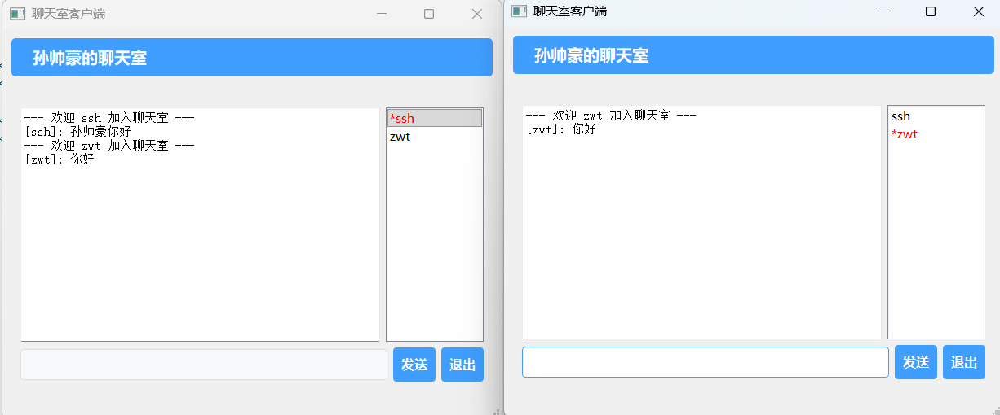 聊天室客户端
孙帅豪的聊天室
--- 欢迎 ssh 加入聊天室 ---
[ssh]: 孙帅豪你好
--- 欢迎 zwt 加入聊天室 ---
[zwt]: 你好
*ssh
zwt
发送
退出
聊天室客户端
孙帅豪的聊天室
--- 欢迎 zwt 加入聊天室 ---
[zwt]: 你好
ssh
*zwt
发送
退出